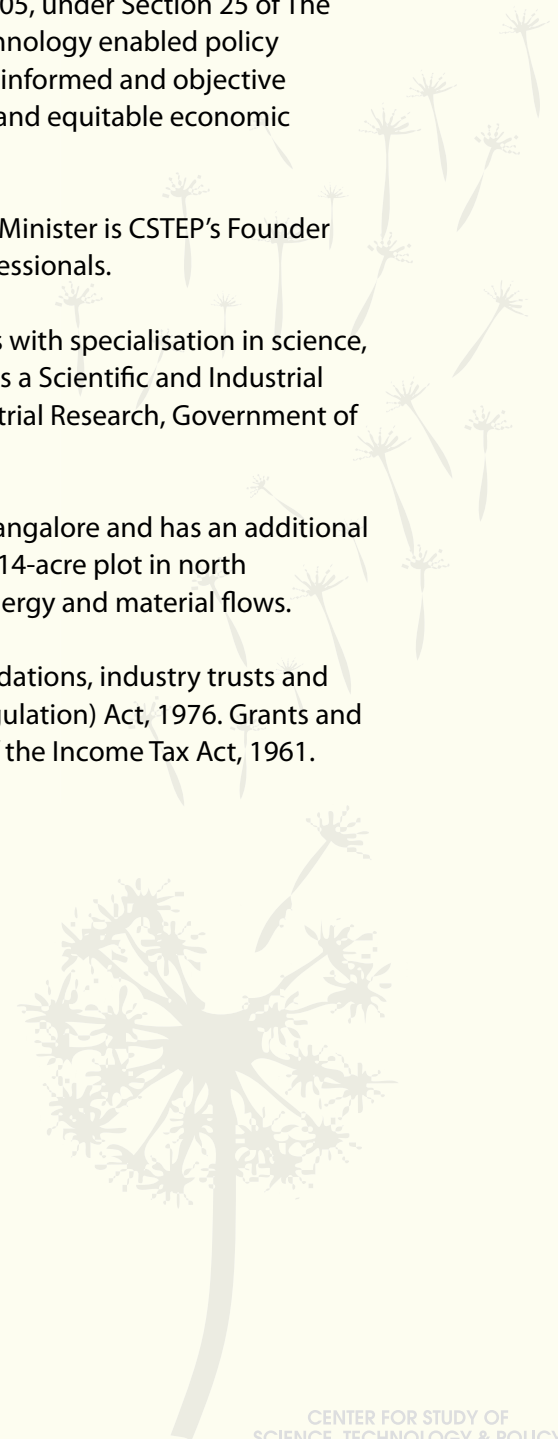 05, under Section 25 of The
hnology enabled policy
informed and objective
and equitable economic
Minister is CSTEP's Founder
essionals.
s with specialisation in science,
s a Scientific and Industrial
trial Research, Government of
angalore and has an additional
14-acre plot in north
ergy and material flows.
dations, industry trusts and
gulation) Act, 1976. Grants and
the Income Tax Act, 1961.
CENTER FOR STUDY OF
SCIENCE, TECHNOLOGY & POLICY